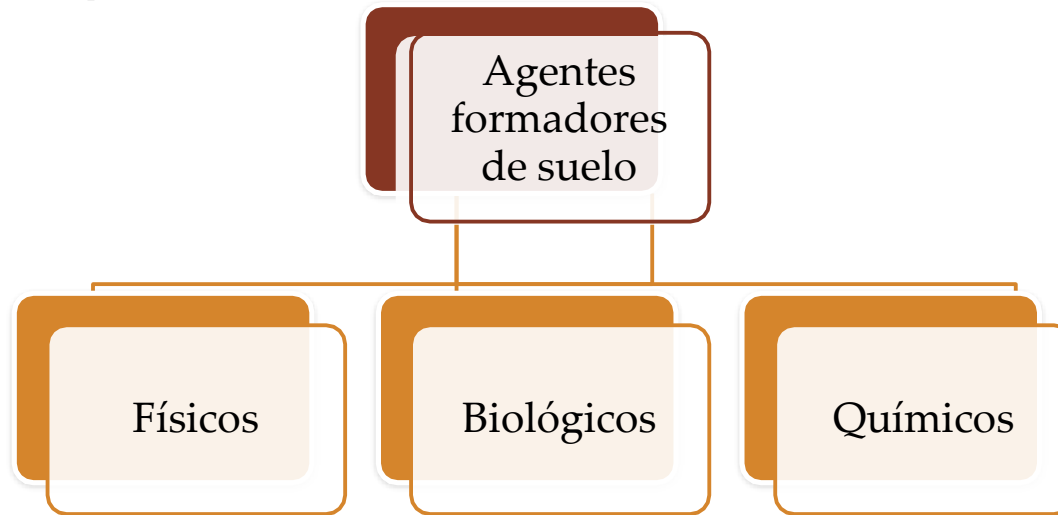 Agentes
formadores
de suelo
Físicos
Biológicos
Químicos